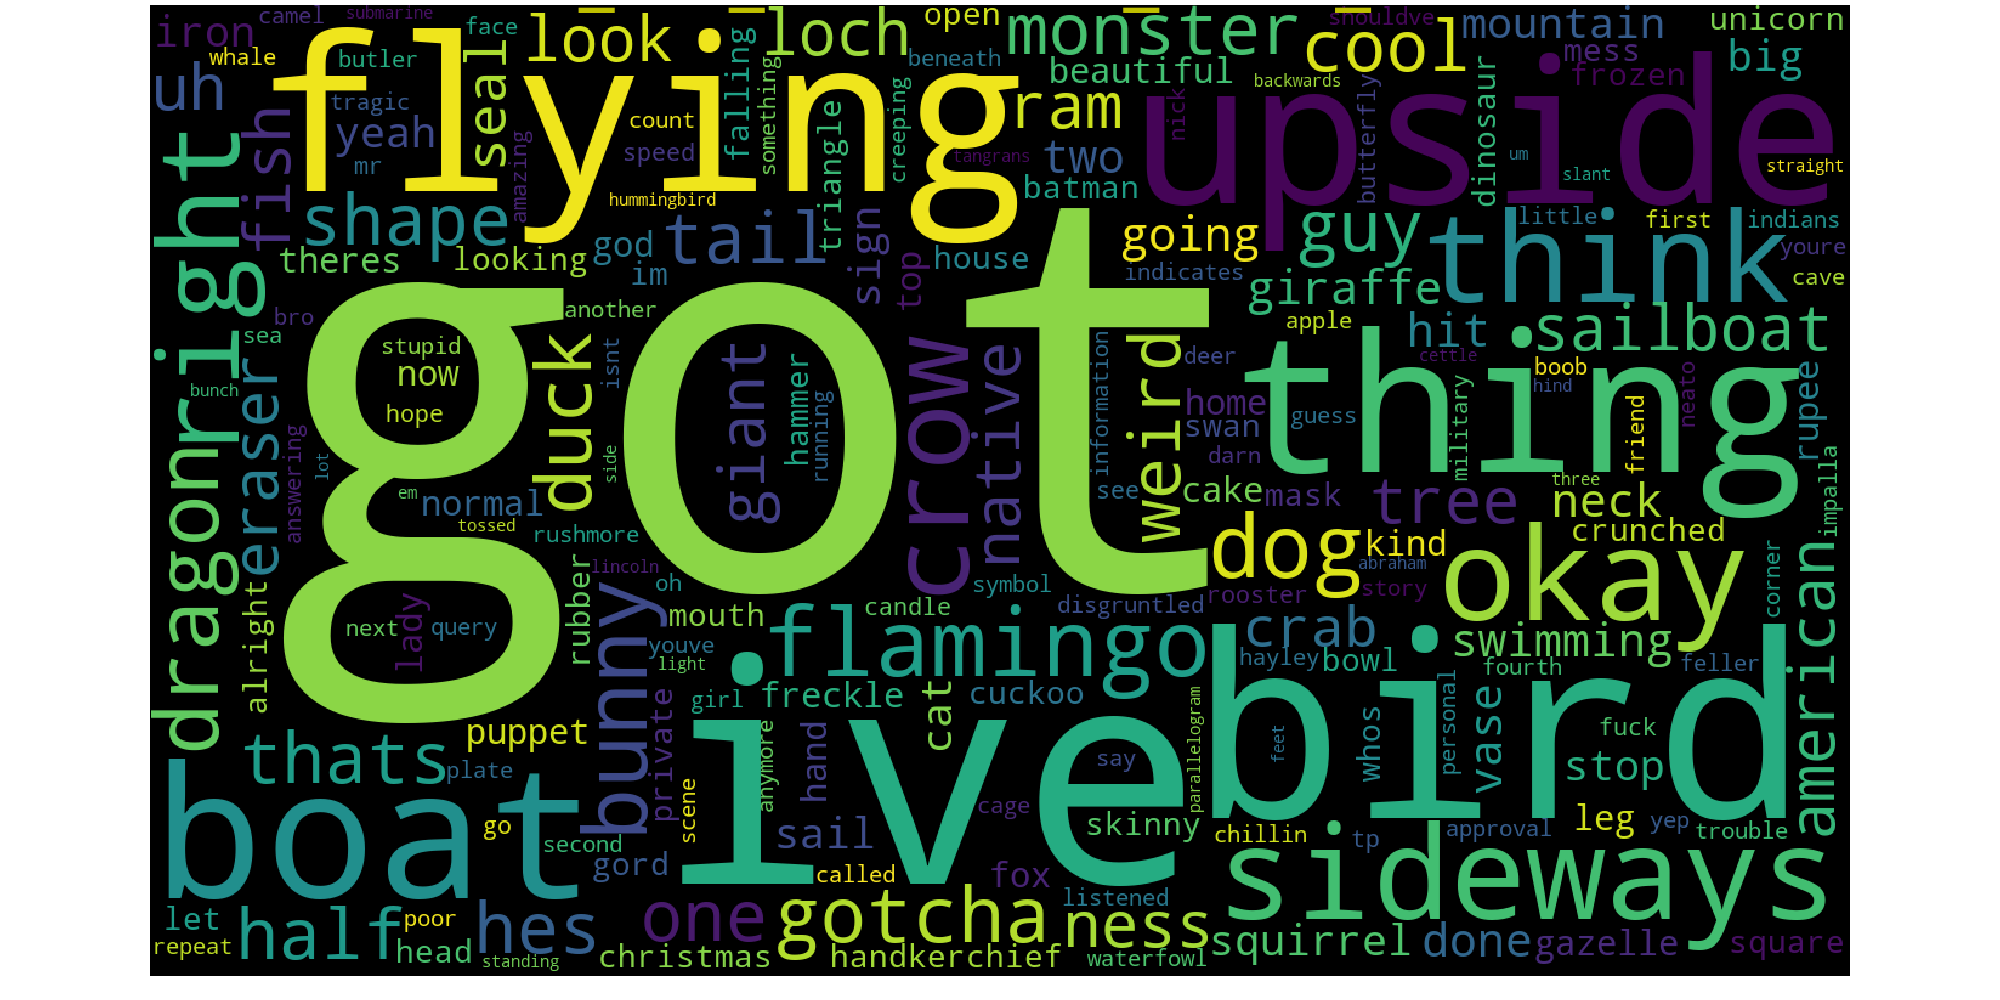 iron camel submarine face look loch open monster shouldve cool mountain unicorn
whale butler flying falling something beneath beautiful backwards mess frozen big
uh tragic yeah seal count ram upside
fish mr speed creeping two nick butterfly dinosaur um straight
amazing triangle tangrans batman slant
hummingbird
dragonright shape tail god sign going guy think little first indians
theres looking im top house indicates giraffe youre cave
bro another apple
sea stupid got isnt hammer crow information weird deer hit thing cettle sailboat
eraser now duck giant running native home boob hind neato rupee
bunch hope swan guess military friend
answering lot side darn
em normal see cake mask tree three neck impalla
tossed rushmore dog kind crunched
lincoln oh symbol abraham okay corner american
rubber bunny mouth candle disgruntled rooster story
alright next lady query flamingo crab swimming
youve light hayley bowl fourth feller
private girl freckle cat cuckoo parallelogram bird personal vase
puppet hand ive whos fuck
thats plate anymore say feet stop
boat scene cage
go second sail skinny chillin tp approval leg yep trouble
gord called fox listened sideways
let half poor hes one gotcha ness
repeat head standing christmas handkerchief waterfowl squirrel done gazelle square